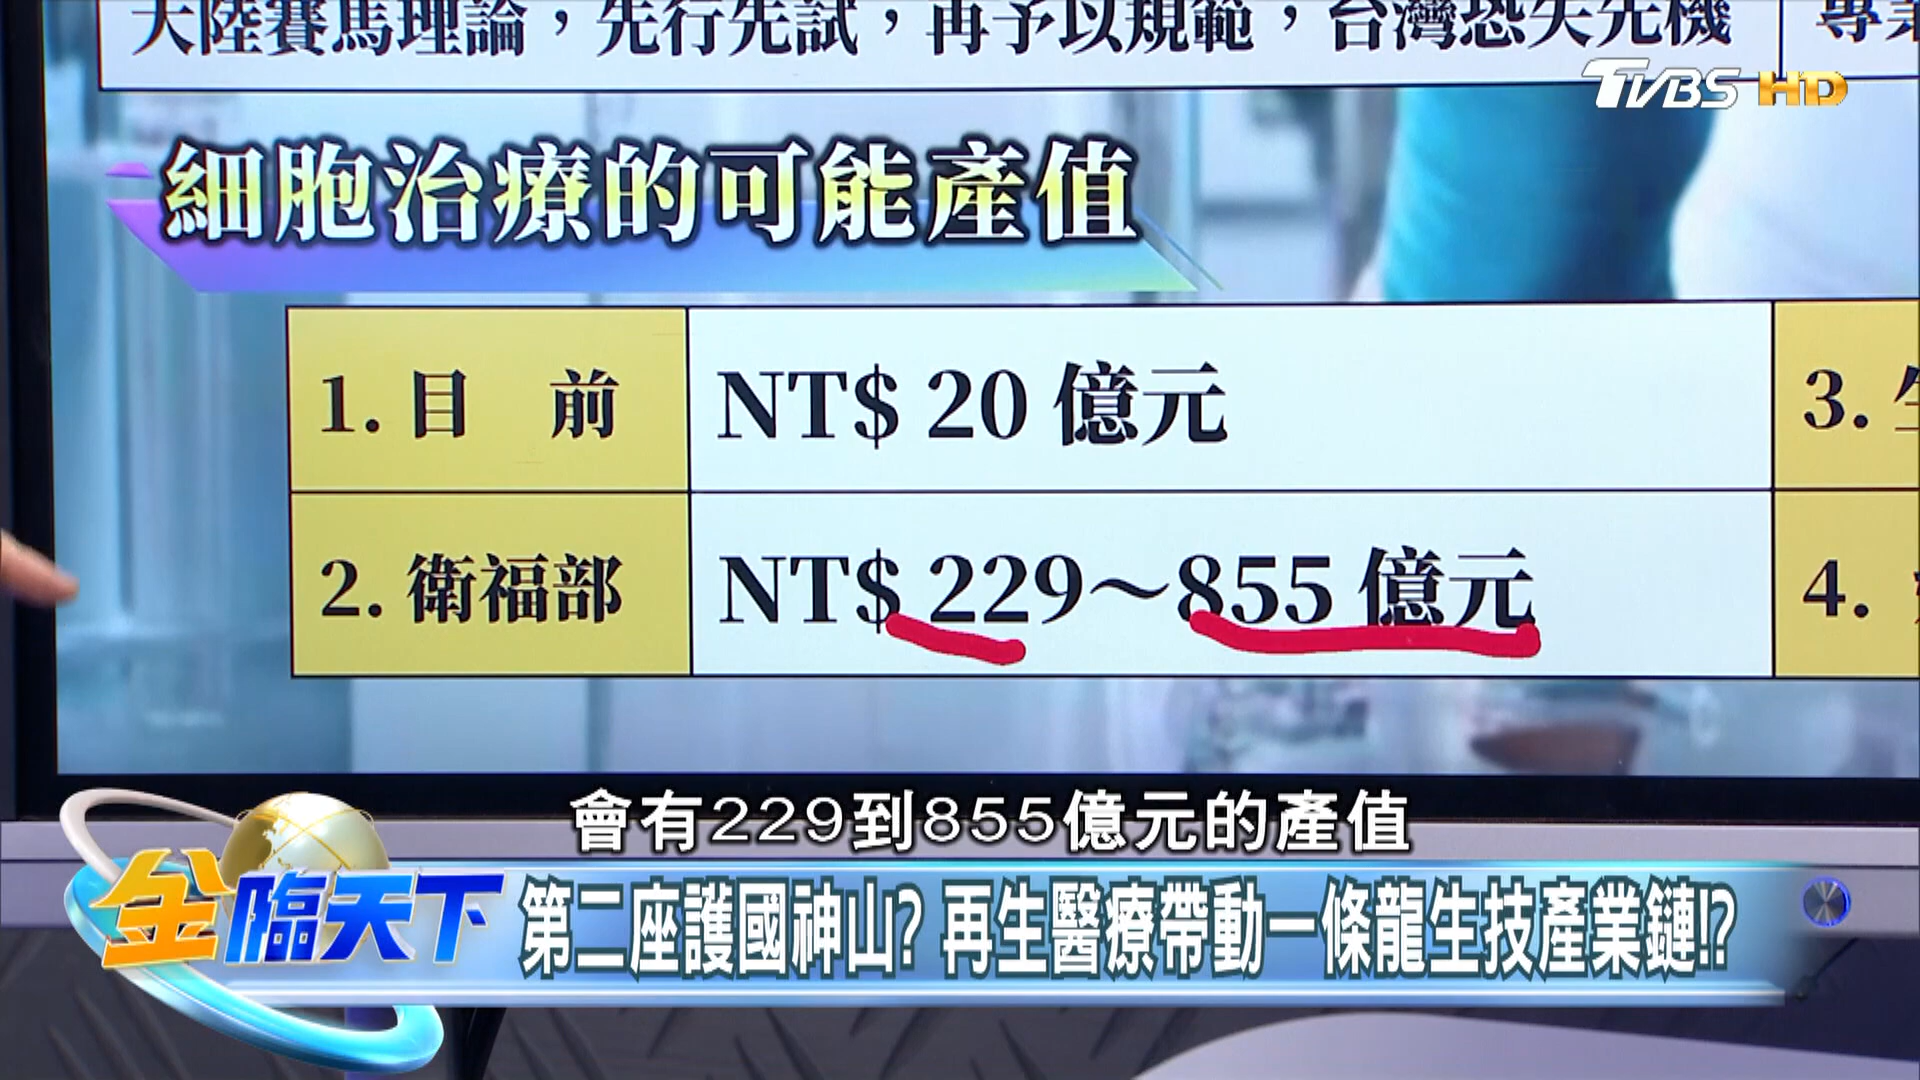 大陸賽馬理論，先行先試，再予以規範，台灣恐失先機
TVBS HD
細胞治療的可能產值
1. 目　前
NT$ 20 億元
3.
2. 衛福部
NT$ 229～855 億元
4.
會有229到855億元的產值
金臨天下
第二座護國神山? 再生醫療帶動一條龍生技產業鏈!?